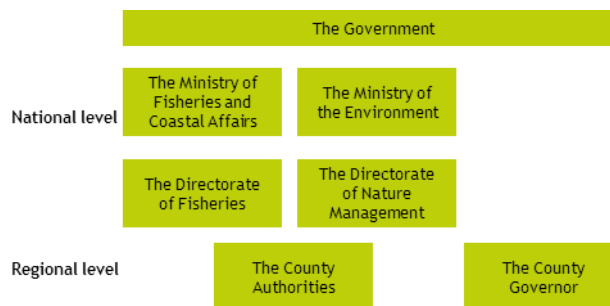 The Government
The Ministry of
Fisheries and
Coastal Affairs
The Ministry of
the Environment
National level
The Directorate
of Fisheries
The Directorate
of Nature
Management
Regional level
The County
Authorities
The County
Governor